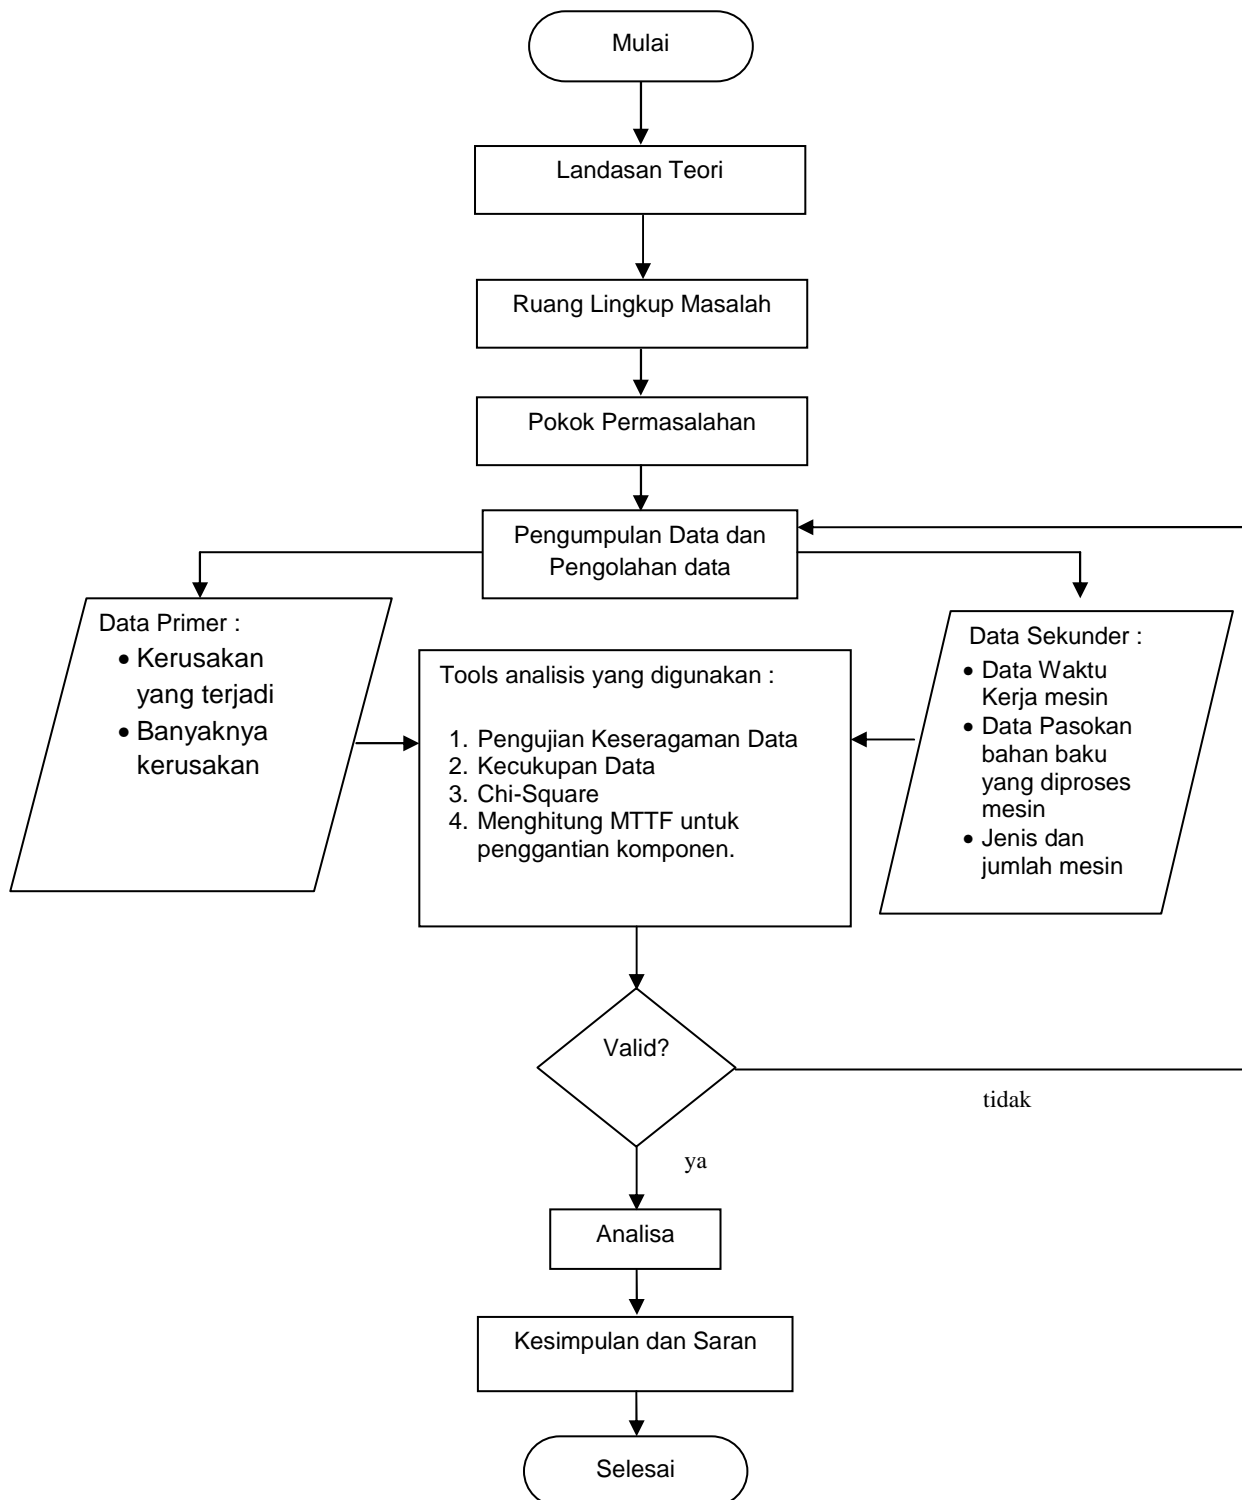 Mulai
Landasan Teori
Ruang Lingkup Masalah
Pokok Permasalahan
Pengumpulan Data dan
Pengolahan data
Data Primer :
• Kerusakan
yang terjadi
• Banyaknya
kerusakan
Tools analisis yang digunakan :
1. Pengujian Keseragaman Data
2. Kecukupan Data
3. Chi-Square
4. Menghitung MTTF untuk
penggantian komponen.
Data Sekunder :
• Data Waktu
Kerja mesin
• Data Pasokan
bahan baku
yang diproses
mesin
• Jenis dan
jumlah mesin
Valid?
tidak
ya
Analisa
Kesimpulan dan Saran
Selesai